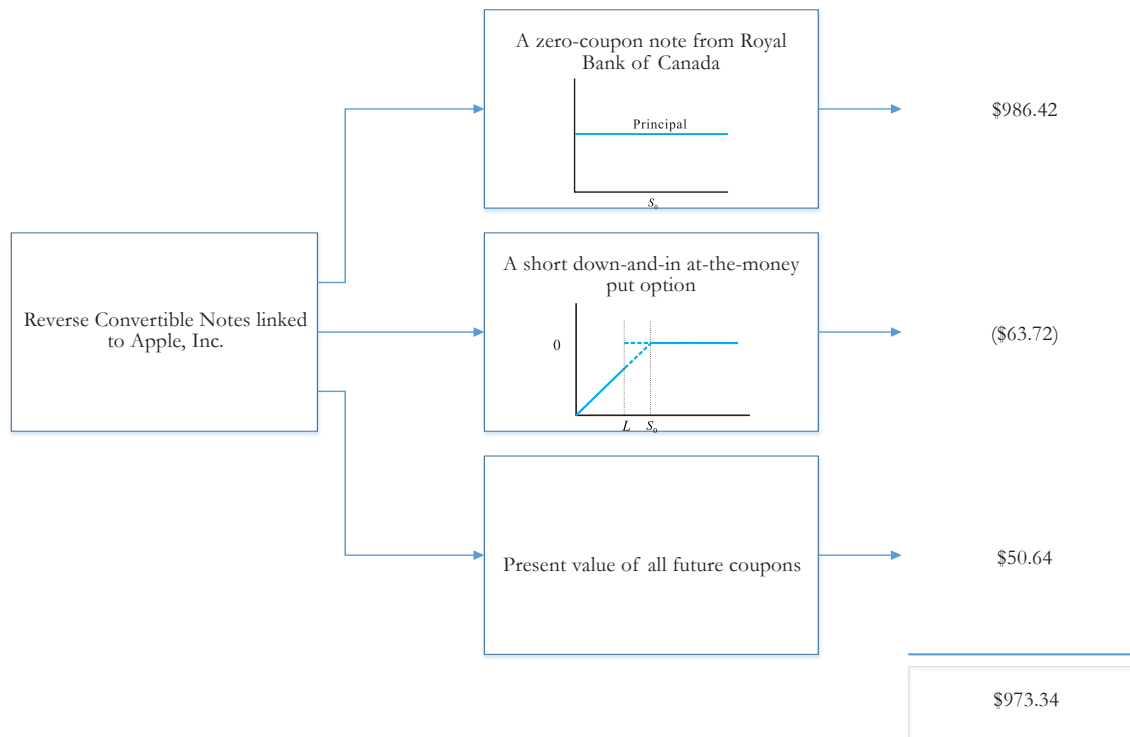 A zero-coupon note from Royal
Bank of Canada
Principal
S₀
$986.42
Reverse Convertible Notes linked
to Apple, Inc.
A short down-and-in at-the-money
put option
0
L S₀
($63.72)
Present value of all future coupons
$50.64
$973.34